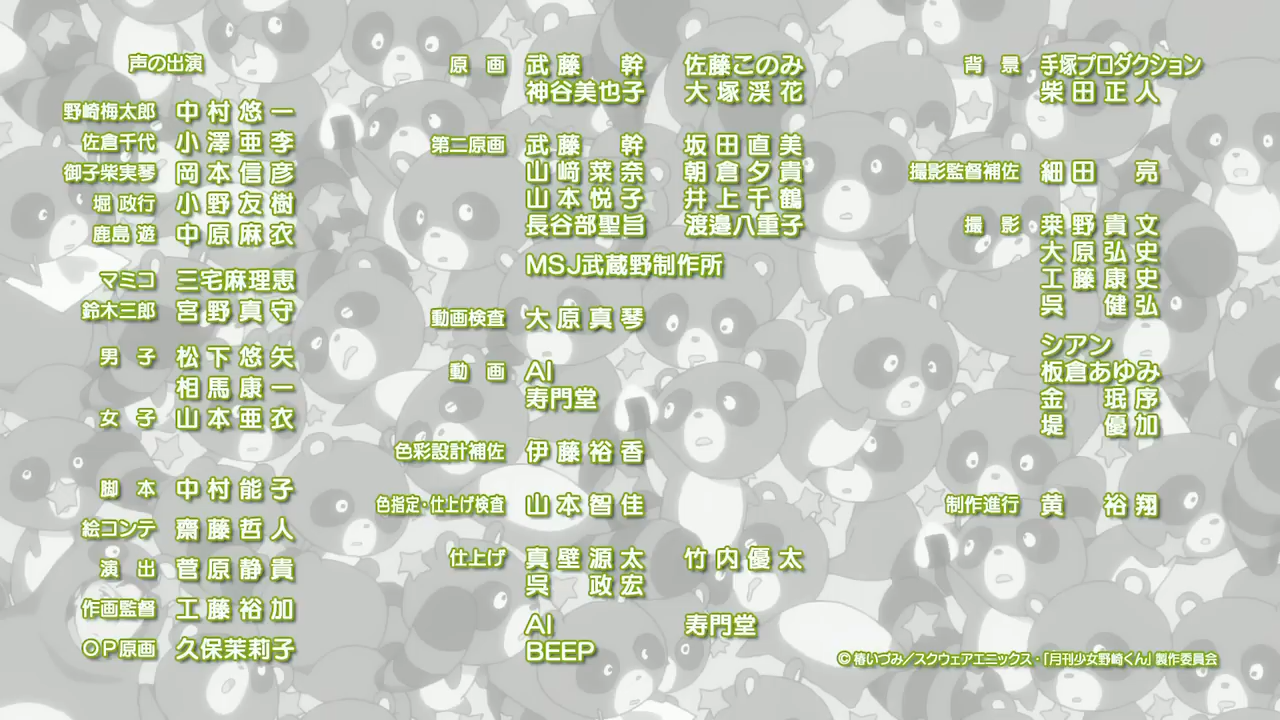 声の出演
野崎梅太郎 中村悠一
佐倉千代 小澤亜李
御子柴実琴 岡本信彦
堀 政行 小野友樹
鹿島 遊 中原麻衣
マミコ 三宅麻理恵
鈴木三郎 宮野真守
男子 松下悠矢
相馬康一
女子 山本亜衣
脚本 中村能子
絵コンテ 齋藤哲人
演出 菅原静貴
作画監督 工藤裕加
OP原画 久保茉莉子
原画 武藤 幹 佐藤このみ
神谷美也子 大塚渓花
第二原画 武藤 幹 坂田直美
山﨑菜奈 朝倉夕貴
山本悦子 井上千鶴
長谷部聖旨 渡邊八重子
MSJ武蔵野制作所
動画検査 大原真琴
動画 AI
寿門堂
色彩設計補佐 伊藤裕香
色指定・仕上げ検査 山本智佳
仕上げ 真壁源太 竹内優太
呉 政宏
AI 寿門堂
BEEP
背景 手塚プロダクション
柴田正人
撮影監督補佐 細田 亮
撮影 桒野貴文
大原弘史
工藤康史
呉 健弘
シアン
板倉あゆみ
金 珉序
堤 優加
制作進行 黄 裕翔
© 椿いづみ／スクウェアエニックス・「月刊少女野崎くん」製作委員会